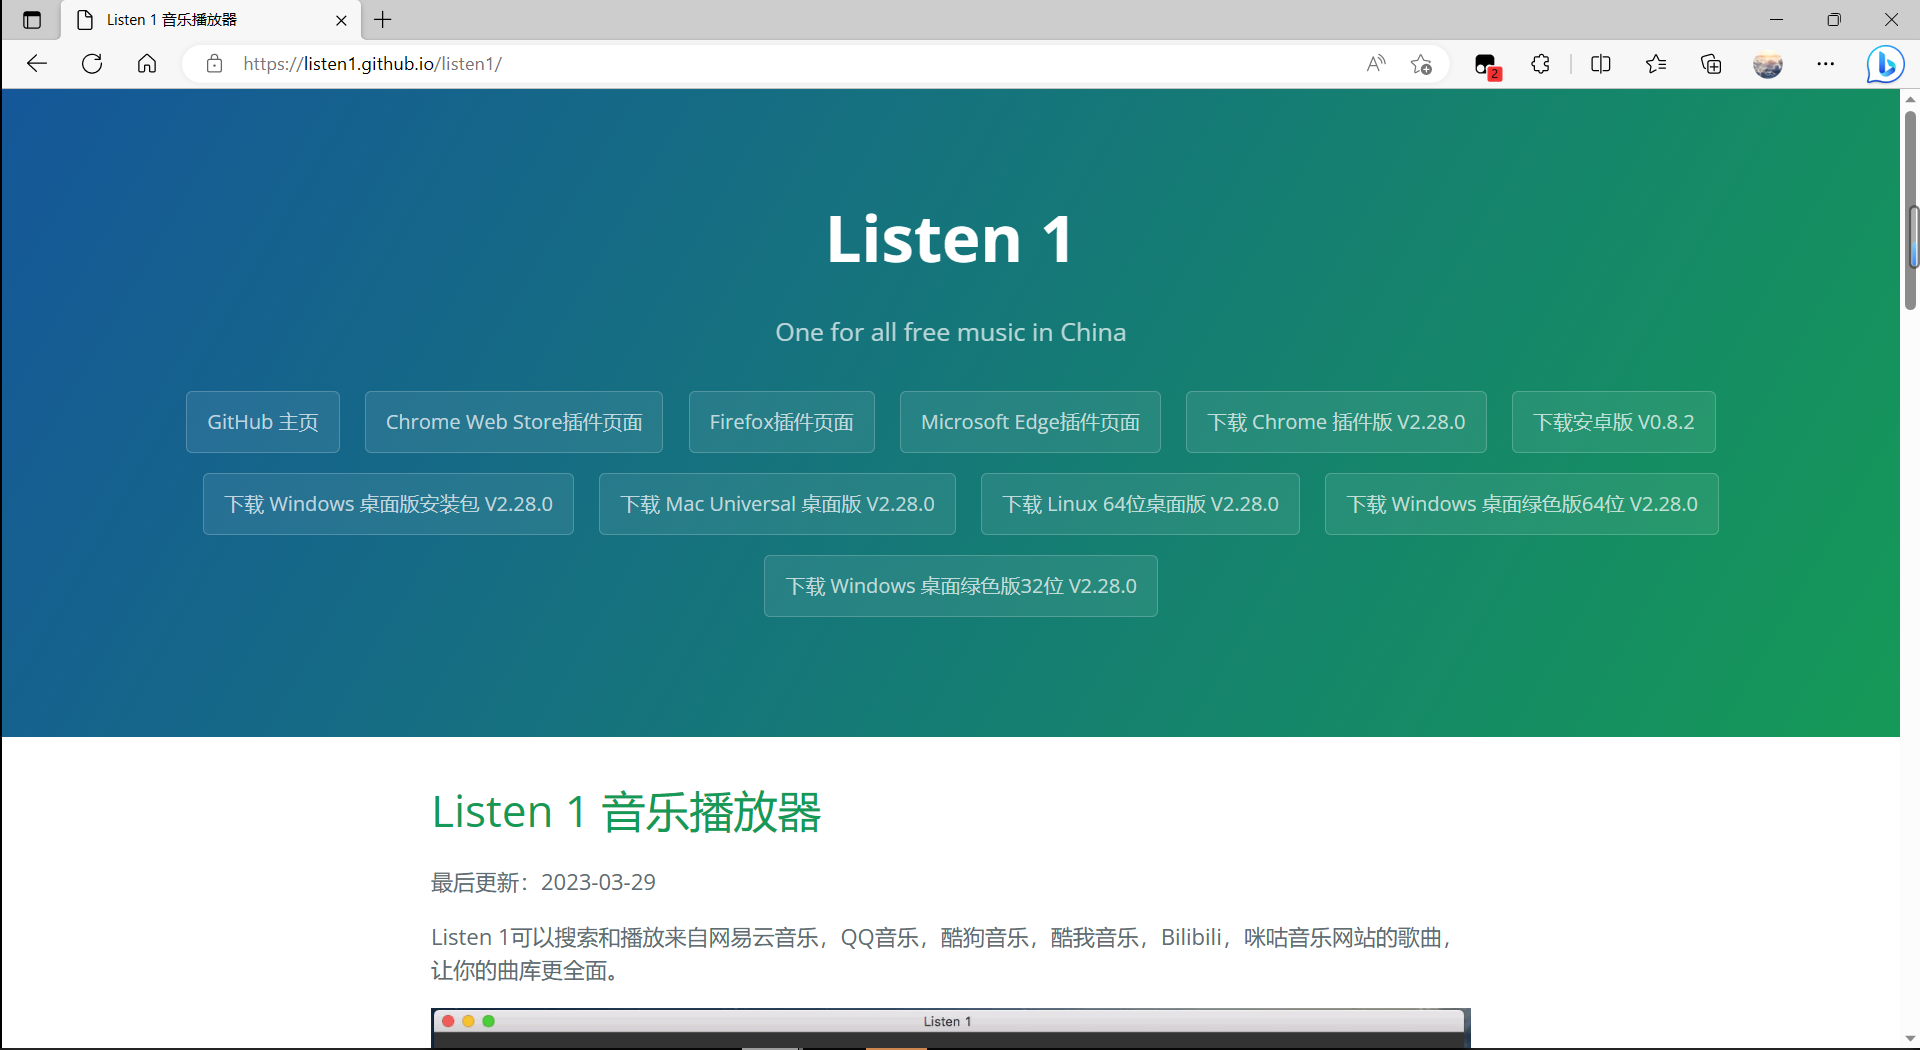 Listen 1 音乐播放器
https://listen1.github.io/listen1/
2
Listen 1
One for all free music in China
GitHub 主页
Chrome Web Store插件页面
Firefox插件页面
Microsoft Edge插件页面
下载 Chrome 插件版 V2.28.0
下载安卓版 V0.8.2
下载 Windows 桌面版安装包 V2.28.0
下载 Mac Universal 桌面版 V2.28.0
下载 Linux 64位桌面版 V2.28.0
下载 Windows 桌面绿色版64位 V2.28.0
下载 Windows 桌面绿色版32位 V2.28.0
Listen 1 音乐播放器
最后更新：2023-03-29
Listen 1可以搜索和播放来自网易云音乐，QQ音乐，酷狗音乐，酷我音乐，Bilibili，咪咕音乐网站的歌曲，
让你的曲库更全面。
Listen 1